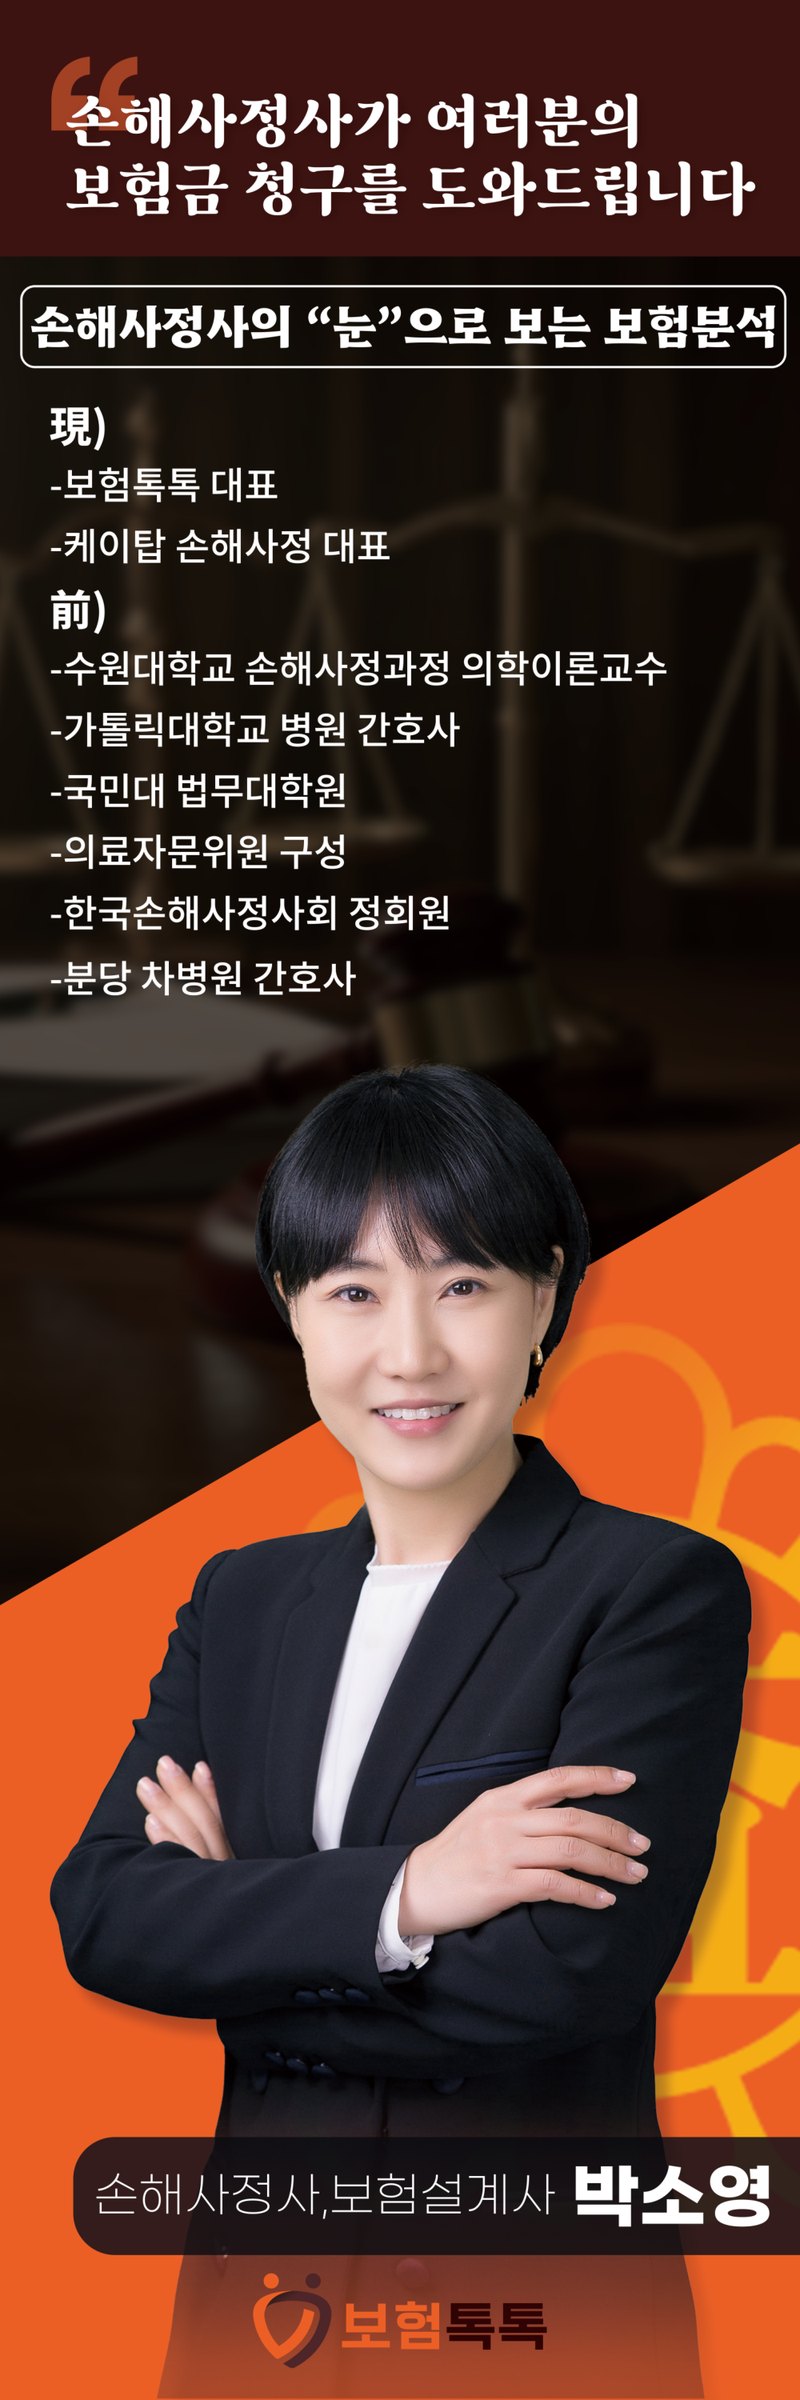 “
손해사정사가 여러분의
보험금 청구를 도와드립니다
손해사정사의 “눈”으로 보는 보험분석
現)
-보험톡톡 대표
-케이탑 손해사정 대표
前)
-수원대학교 손해사정과정 의학이론교수
-가톨릭대학교 병원 간호사
-국민대 법무대학원
-의료자문위원 구성
-한국손해사정사회 정회원
-분당 차병원 간호사
손해사정사,보험설계사 박소영
보험톡톡